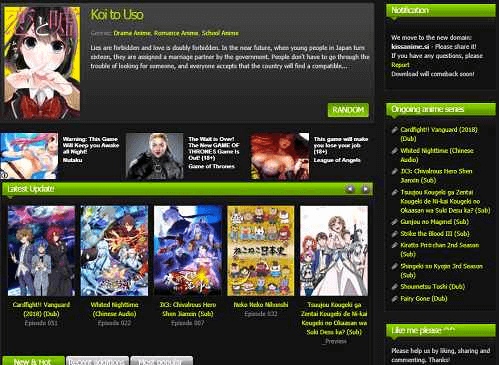 Koi to Uso
Genres: Drama Anime, Romance Anime, School Anime
Lies are forbidden and love is doubly forbidden. In the near future, when young people in Japan turn
sixteen, they are assigned a marriage partner by the government. People don't have to go through the
trouble of looking for someone, and everyone accepts that the country will find a compatible...
RANDOM
Warning: This Game
Will Keep you Awake
all Night!
Nutaku
The Wait is Over!
The New GAME OF
THRONES Game is
Out! (18+)
Game of Thrones
This game will make
you lose your job
(18+)
League of Angels
Latest Update
Cardfight!! Vanguard
(2018) (Dub)
Episode 051
Whited Nighttime
(Chinese Audio)
Episode 022
JX3: Chivalrous Hero
Shen Jianxin (Sub)
Episode 007
Neko Neko Nihonshi
Episode 032
Tsuujou Kougeki ga
Zentai Kougeki de Ni-kai
Kougeki no Okaasan wa
Suki Desu ka? (Sub)
_Preview
New & Hot
Recent additions
Most popular
Notification
We move to the new domain:
kissanime.si - Please share it!
If you have any questions, please
Report
Download will comeback soon!
Ongoing anime series
Cardfight!! Vanguard (2018)
(Dub)
Whited Nighttime (Chinese
Audio)
JX3: Chivalrous Hero Shen
Jianxin (Sub)
Tsuujou Kougeki ga Zentai
Kougeki de Ni-kai Kougeki no
Okaasan wa Suki Desu ka? (Sub)
Gunjou no Magmel (Sub)
Strike the Blood III (Sub)
Kiratto Pri☆chan 2nd Season
(Sub)
Shingeki no Kyojin 3rd Season
(Sub)
Shoumetsu Toshi (Dub)
Fairy Gone (Dub)
Like me please ^^
Please help us by liking, sharing and
commenting. Thanks!